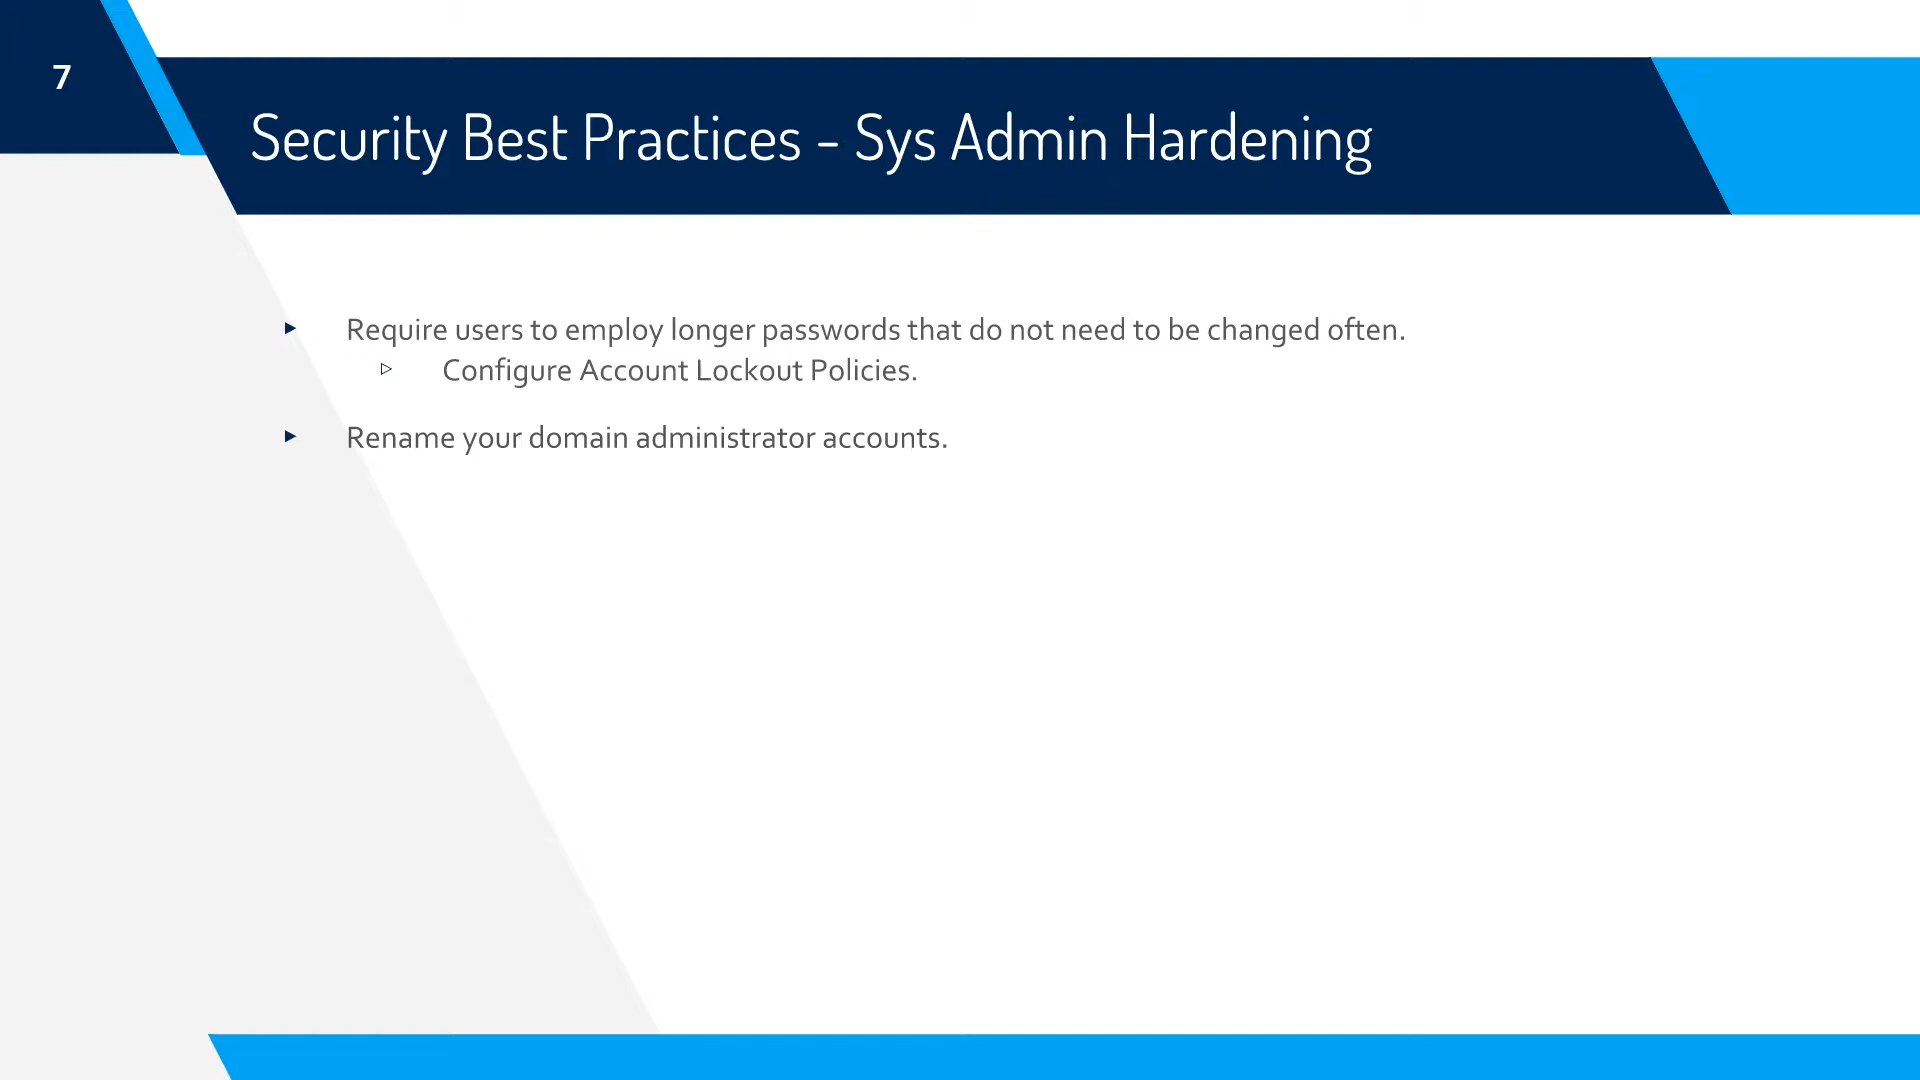 7
Security Best Practices - Sys Admin Hardening
Require users to employ longer passwords that do not need to be changed often.
Configure Account Lockout Policies.
Rename your domain administrator accounts.